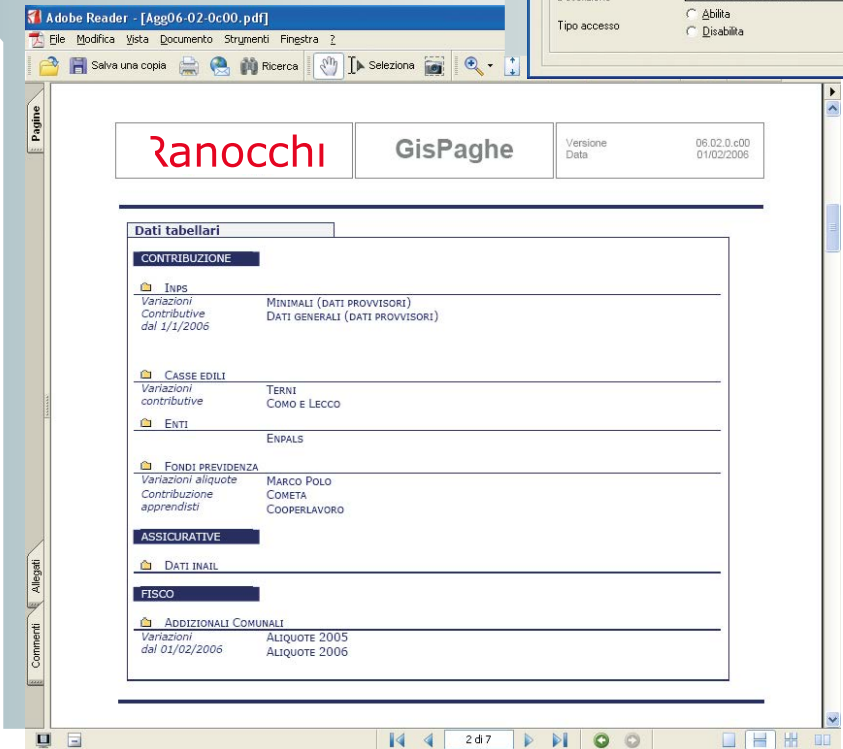 Adobe Reader - [Agg06-02-0c00.pdf]
Abilita
Tipo accesso
Disabilita
File Modifica Vista Documento Strumenti Finestra ?
Salva una copia Ricerca Seleziona
Pagine
Ranocchi
GisPaghe
Versione 06.02.0.c00
Data 01/02/2006
Dati tabellari
CONTRIBUZIONE
INPS
Variazioni MINIMALI (DATI PROVVISORI)
Contributive DATI GENERALI (DATI PROVVISORI)
dal 1/1/2006
CASSE EDILI
Variazioni TERNI
contributive COMO E LECCO
ENTI
ENPALS
FONDI PREVIDENZA
Variazioni aliquote MARCO POLO
Contribuzione COMETA
apprendisti COOPERLAVORO
ASSICURATIVE
DATI INAIL
FISCO
ADDIZIONALI COMUNALI
Variazioni ALIQUOTE 2005
dal 01/02/2006 ALIQUOTE 2006
Allegati
Commenti
2 di 7